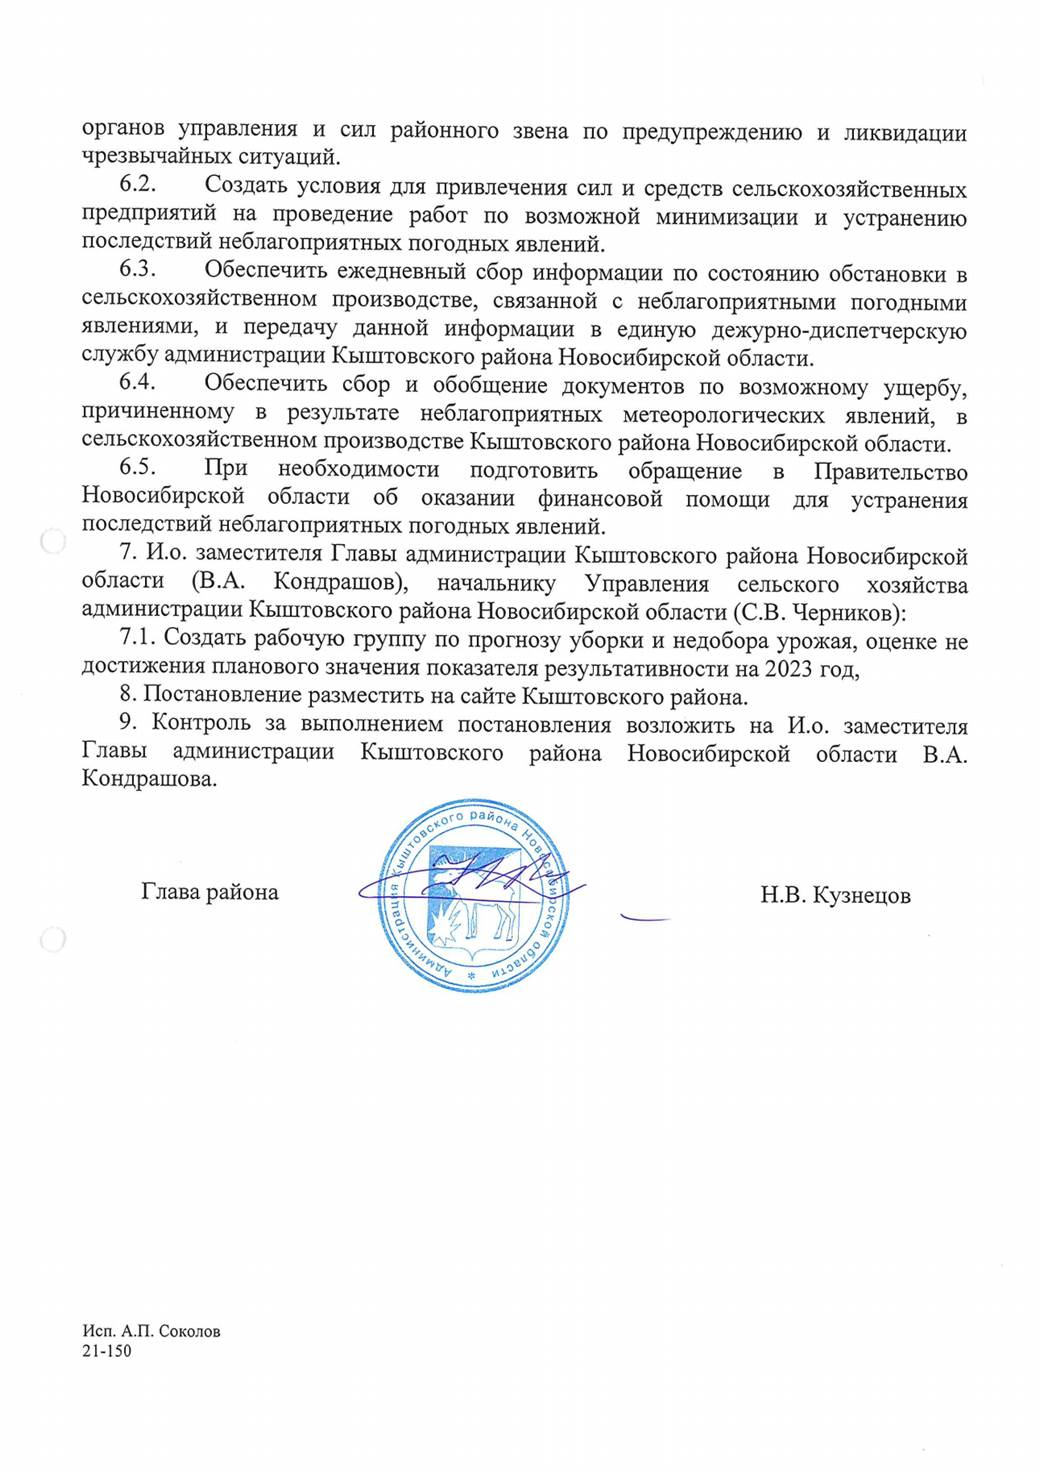 органов управления и сил районного звена по предупреждению и ликвидации
чрезвычайных ситуаций.
6.2. Создать условия для привлечения сил и средств сельскохозяйственных
предприятий на проведение работ по возможной минимизации и устранению
последствий неблагоприятных погодных явлений.
6.3. Обеспечить ежедневный сбор информации по состоянию обстановки в
сельскохозяйственном производстве, связанной с неблагоприятными погодными
явлениями, и передачу данной информации в единую дежурно-диспетчерскую
службу администрации Кыштовского района Новосибирской области.
6.4. Обеспечить сбор и обобщение документов по возможному ущербу,
причиненному в результате неблагоприятных метеорологических явлений, в
сельскохозяйственном производстве Кыштовского района Новосибирской области.
6.5. При необходимости подготовить обращение в Правительство
Новосибирской области об оказании финансовой помощи для устранения
последствий неблагоприятных погодных явлений.
7. И.о. заместителя Главы администрации Кыштовского района Новосибирской
области (В.А. Кондрашов), начальнику Управления сельского хозяйства
администрации Кыштовского района Новосибирской области (С.В. Черников):
7.1. Создать рабочую группу по прогнозу уборки и недобора урожая, оценке не
достижения планового значения показателя результативности на 2023 год,
8. Постановление разместить на сайте Кыштовского района.
9. Контроль за выполнением постановления возложить на И.о. заместителя
Главы администрации Кыштовского района Новосибирской области В.А.
Кондрашова.
Администрация Кыштовского района Новосибирской области *
Глава района Н.В. Кузнецов
Исп. А.П. Соколов
21-150